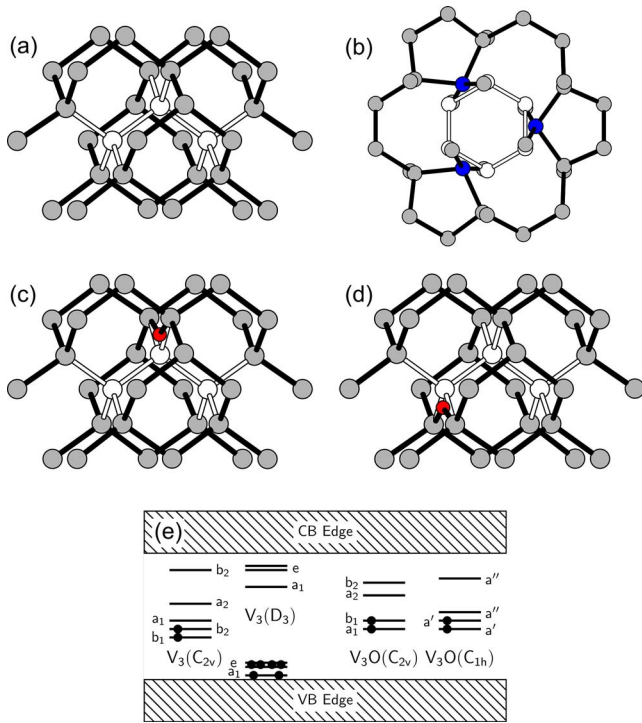 (a)
(b)
(c)
(d)
(e)
CB Edge
b₂
a₂
a₁
b₂
b₁
V₃(C₂ᵥ)
e
a₁
V₃(D₃)
e
a₁
b₂
a₂
b₁
a₁
V₃O(C₂ᵥ)
a′′
a′′
a′
a′
V₃O(C₁ₕ)
VB Edge